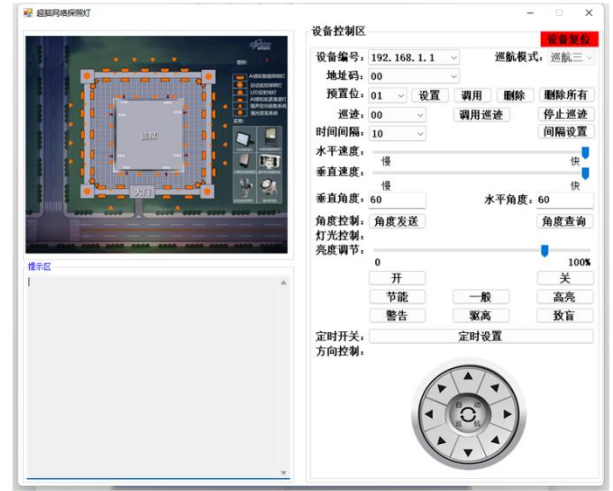 超脑网络探照灯
设备控制区
设备复位
设备编号： 192.168.1.1 巡航模式： 巡航三
地址码： 00
预置位： 01 设置 调用 删除 删除所有
巡迹： 00 调用巡迹 停止巡迹
时间间隔： 10 间隔设置
水平速度：
慢 快
垂直速度：
慢 快
垂直角度： 60 水平角度： 60
角度控制： 角度发送 角度查询
灯光控制：
亮度调节：
0 100%
开 关
节能 一般 高亮
警告 驱离 致盲
定时开关： 定时设置
方向控制：
自动
巡航
提示区
监狱
大门